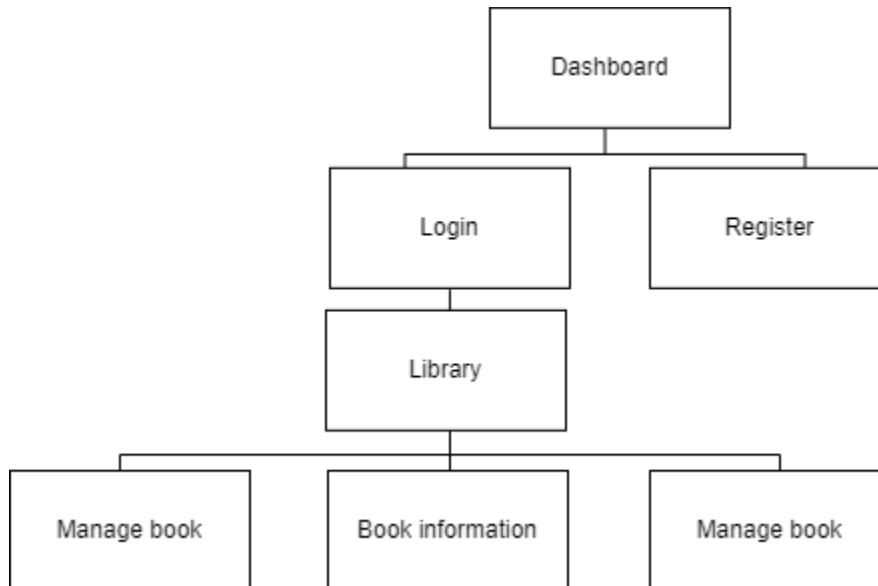 Dashboard
Login
Register
Library
Manage book
Book information
Manage book